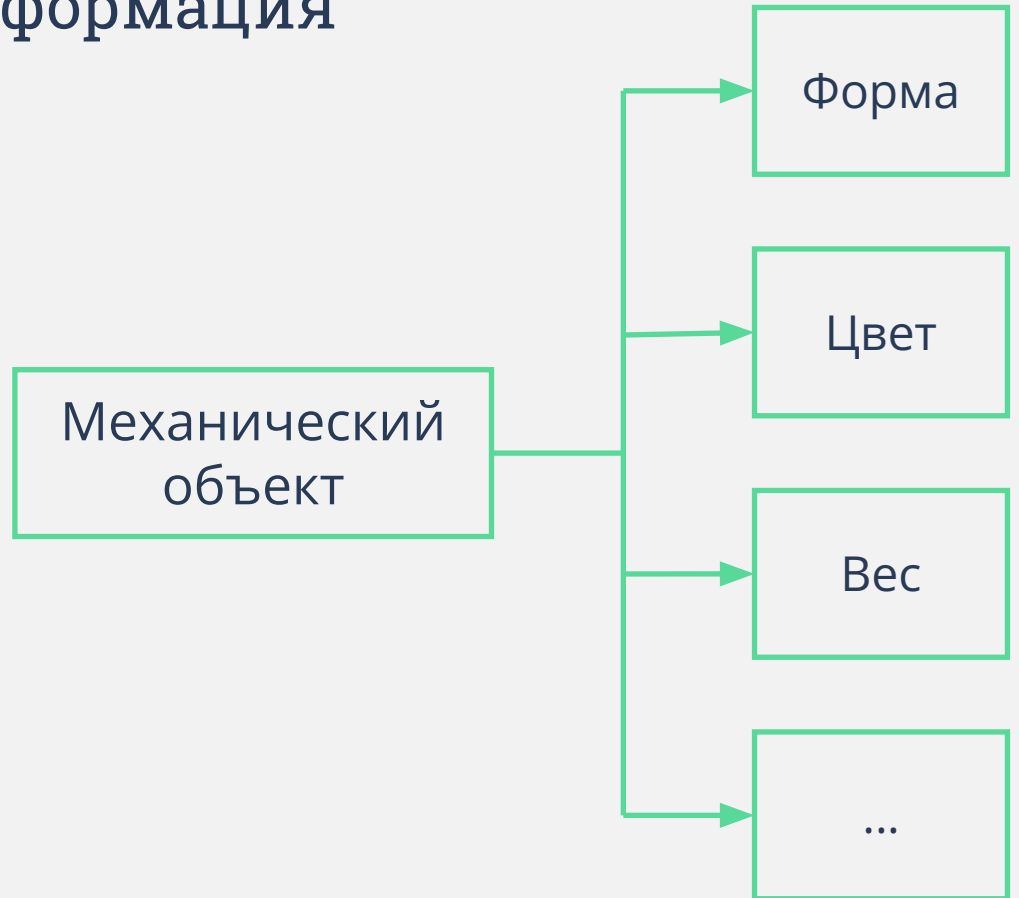 формация
Форма
Цвет
Механический
объект
Вес
...